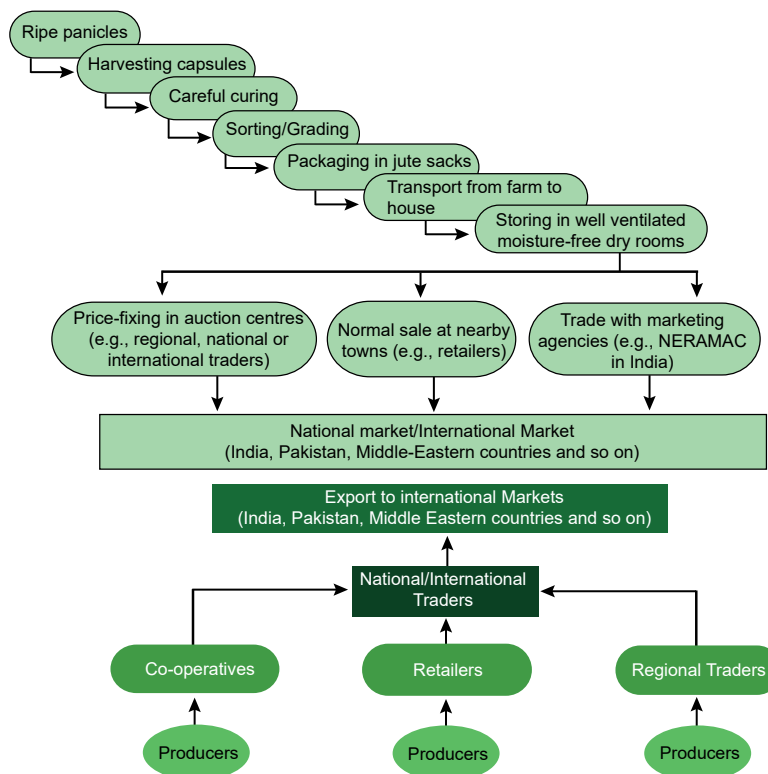 Ripe panicles
Harvesting capsules
Careful curing
Sorting/Grading
Packaging in jute sacks
Transport from farm to
house
Storing in well ventilated
moisture-free dry rooms
Price-fixing in auction centres
(e.g., regional, national or
international traders)
Normal sale at nearby
towns (e.g., retailers)
Trade with marketing
agencies (e.g., NERAMAC
in India)
National market/International Market
(India, Pakistan, Middle-Eastern countries and so on)
Export to international Markets
(India, Pakistan, Middle Eastern countries and so on)
National/International
Traders
Co-operatives
Retailers
Regional Traders
Producers
Producers
Producers